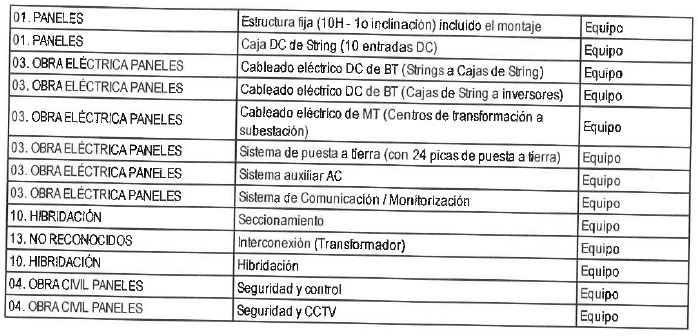 01. PANELES Estructura fija (10H - 1o inclinación) incluido el montaje Equipo
01. PANELES Caja DC de String (10 entradas DC) Equipo
03. OBRA ELÉCTRICA PANELES Cableado eléctrico DC de BT (Strings a Cajas de String) Equipo
03. OBRA ELÉCTRICA PANELES Cableado eléctrico DC de BT (Cajas de String a inversores) Equipo
03. OBRA ELÉCTRICA PANELES Cableado eléctrico de MT (Centros de transformación a
subestación) Equipo
03. OBRA ELÉCTRICA PANELES Sistema de puesta a tierra (con 24 picas de puesta a tierra) Equipo
03. OBRA ELÉCTRICA PANELES Sistema auxiliar AC Equipo
03. OBRA ELÉCTRICA PANELES Sistema de Comunicación / Monitorización Equipo
10. HIBRIDACIÓN Seccionamiento Equipo
13. NO RECONOCIDOS Interconexión (Transformador) Equipo
10. HIBRIDACIÓN Hibridación Equipo
04. OBRA CIVIL PANELES Seguridad y control Equipo
04. OBRA CIVIL PANELES Seguridad y CCTV Equipo